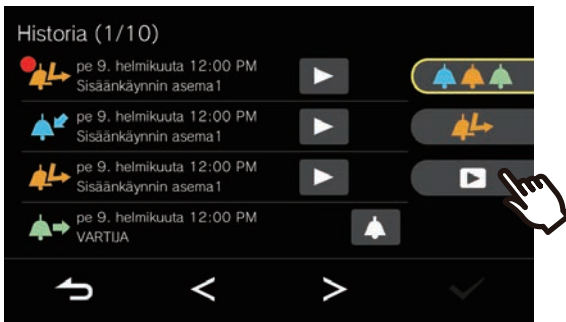 Historia (1/10)
pe 9. helmikuuta 12:00 PM
Sisäänkäynnin asema1
pe 9. helmikuuta 12:00 PM
Sisäänkäynnin asema1
pe 9. helmikuuta 12:00 PM
Sisäänkäynnin asema1
pe 9. helmikuuta 12:00 PM
VARTIJA